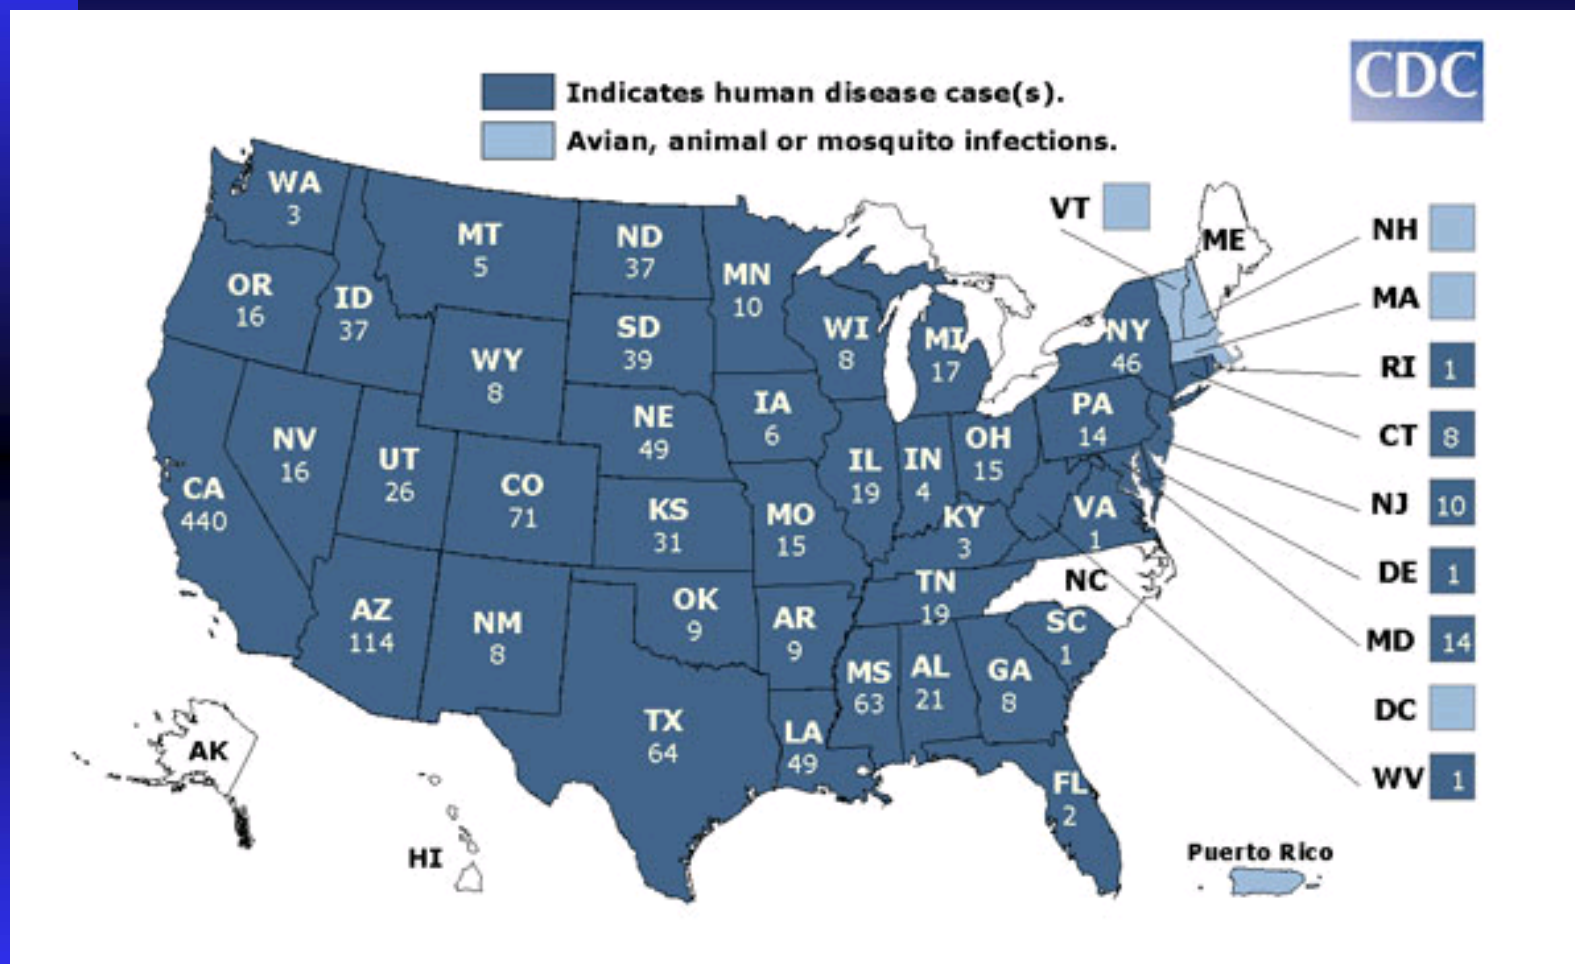 CDC
Indicates human disease case(s).
Avian, animal or mosquito infections.
WA
3
MT
5
ND
37
MN
10
VT
ME
NH
OR
16
ID
37
WY
8
SD
39
WI
8
MI
17
NY
46
MA
RI 1
NV
16
UT
26
CO
71
NE
49
IA
6
IL
19
IN
4
OH
15
PA
14
CT 8
CA
440
KS
31
MO
15
KY
3
VA
1
NJ 10
AZ
114
NM
8
OK
9
AR
9
TN
19
NC
SC
1
DE 1
MD 14
TX
64
LA
49
MS
63
AL
21
GA
8
FL
2
DC
WV 1
AK
HI
Puerto Rico